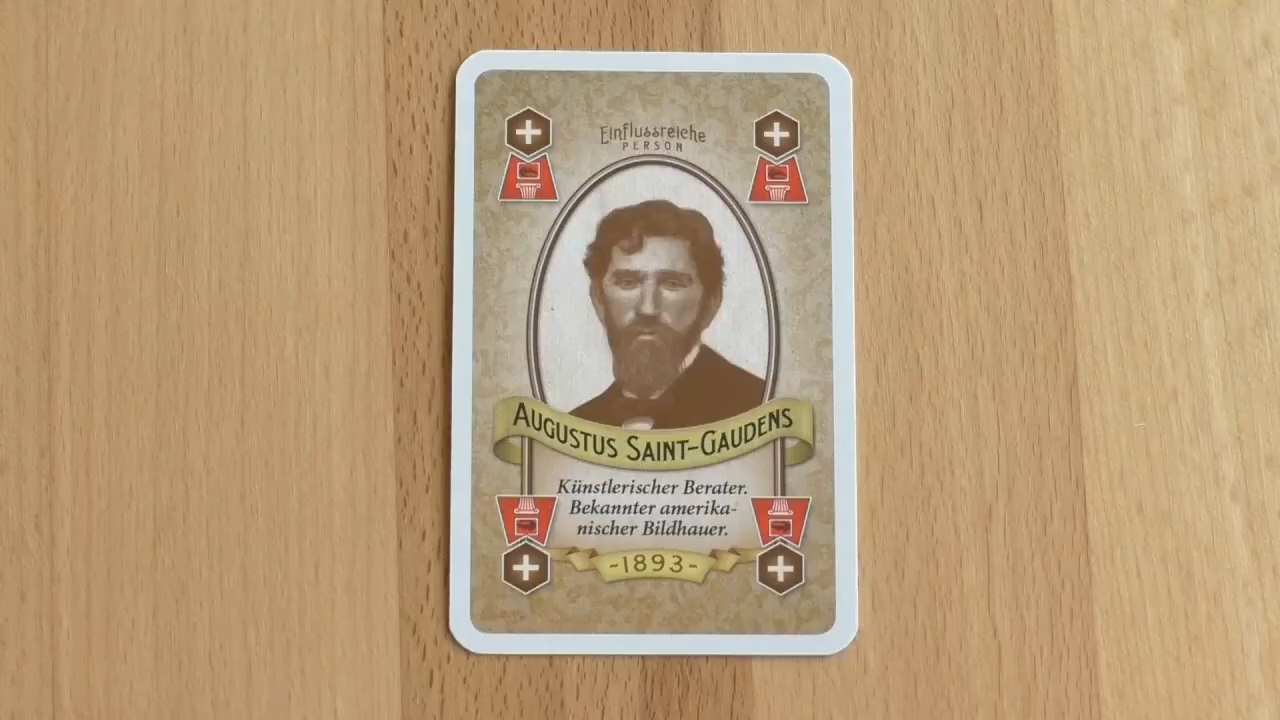 Einflussreiche
PERSON
AUGUSTUS SAINT-GAUDENS
Künstlerischer Berater.
Bekannter amerika-
nischer Bildhauer.
-1893-